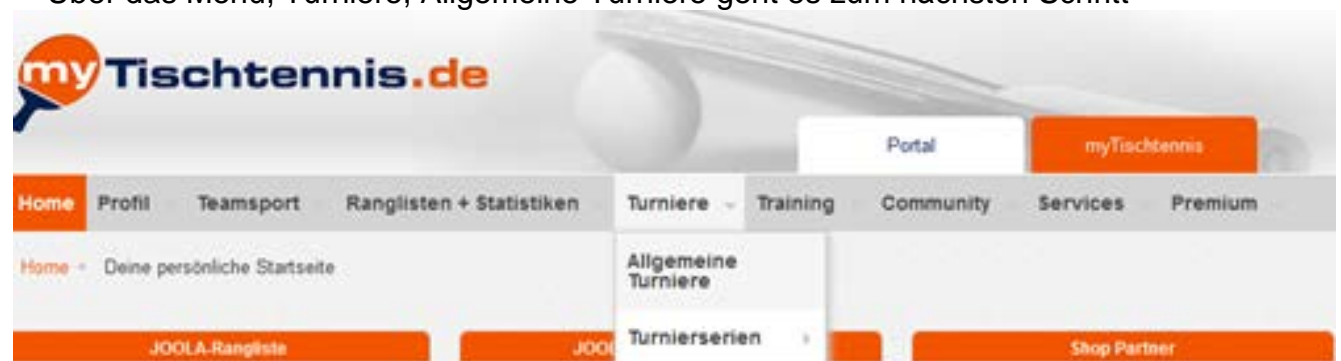 Über das Menü, Turniere, Allgemeine Turniere geht es zum nächsten Schritt
myTischtennis.de
Portal myTischtennis
Home Profil Teamsport Ranglisten + Statistiken Turniere Training Community Services Premium
Home Deine persönliche Startseite
Allgemeine
Turniere
Turnierserien
JOOLA-Rangliste JOO Shop Partner